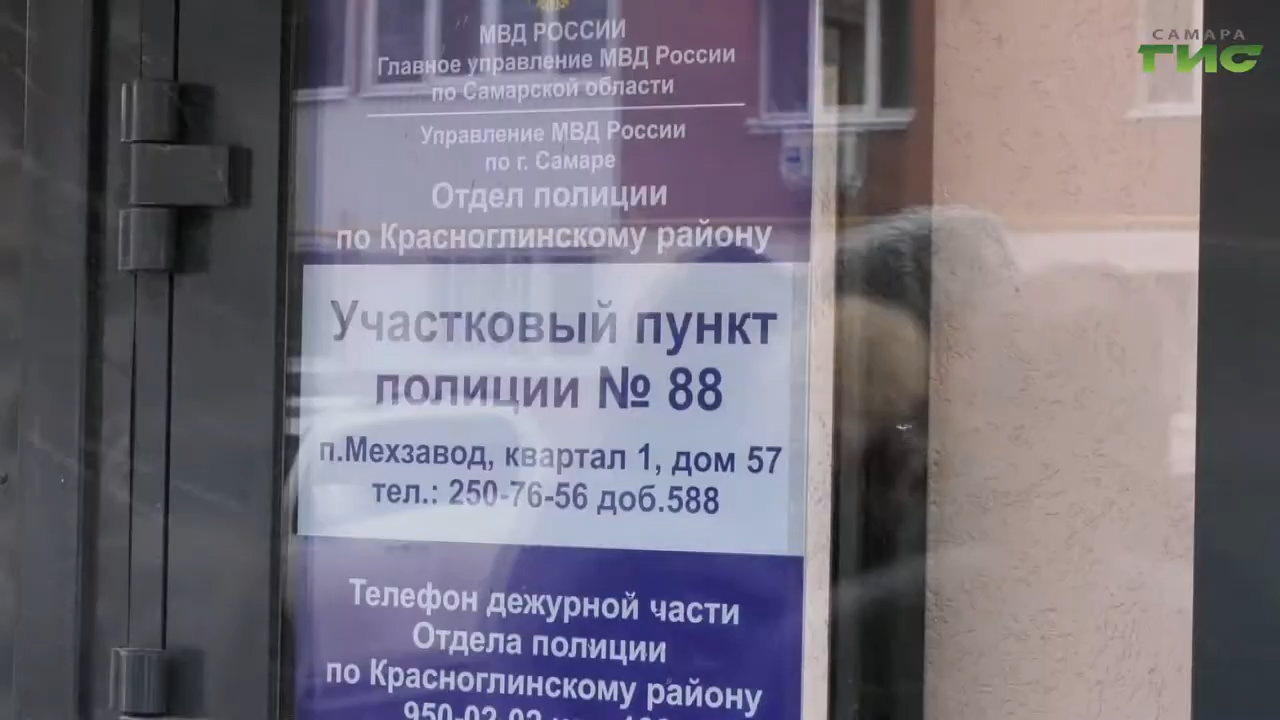 САМАРА
ГИС
МВД РОССИИ
Главное управление МВД России
по Самарской области
Управление МВД России
по г. Самаре
Отдел полиции
по Красноглинскому району
Участковый пункт
полиции № 88
п.Мехзавод, квартал 1, дом 57
тел.: 250-76-56 доб.588
Телефон дежурной части
Отдела полиции
по Красноглинскому району